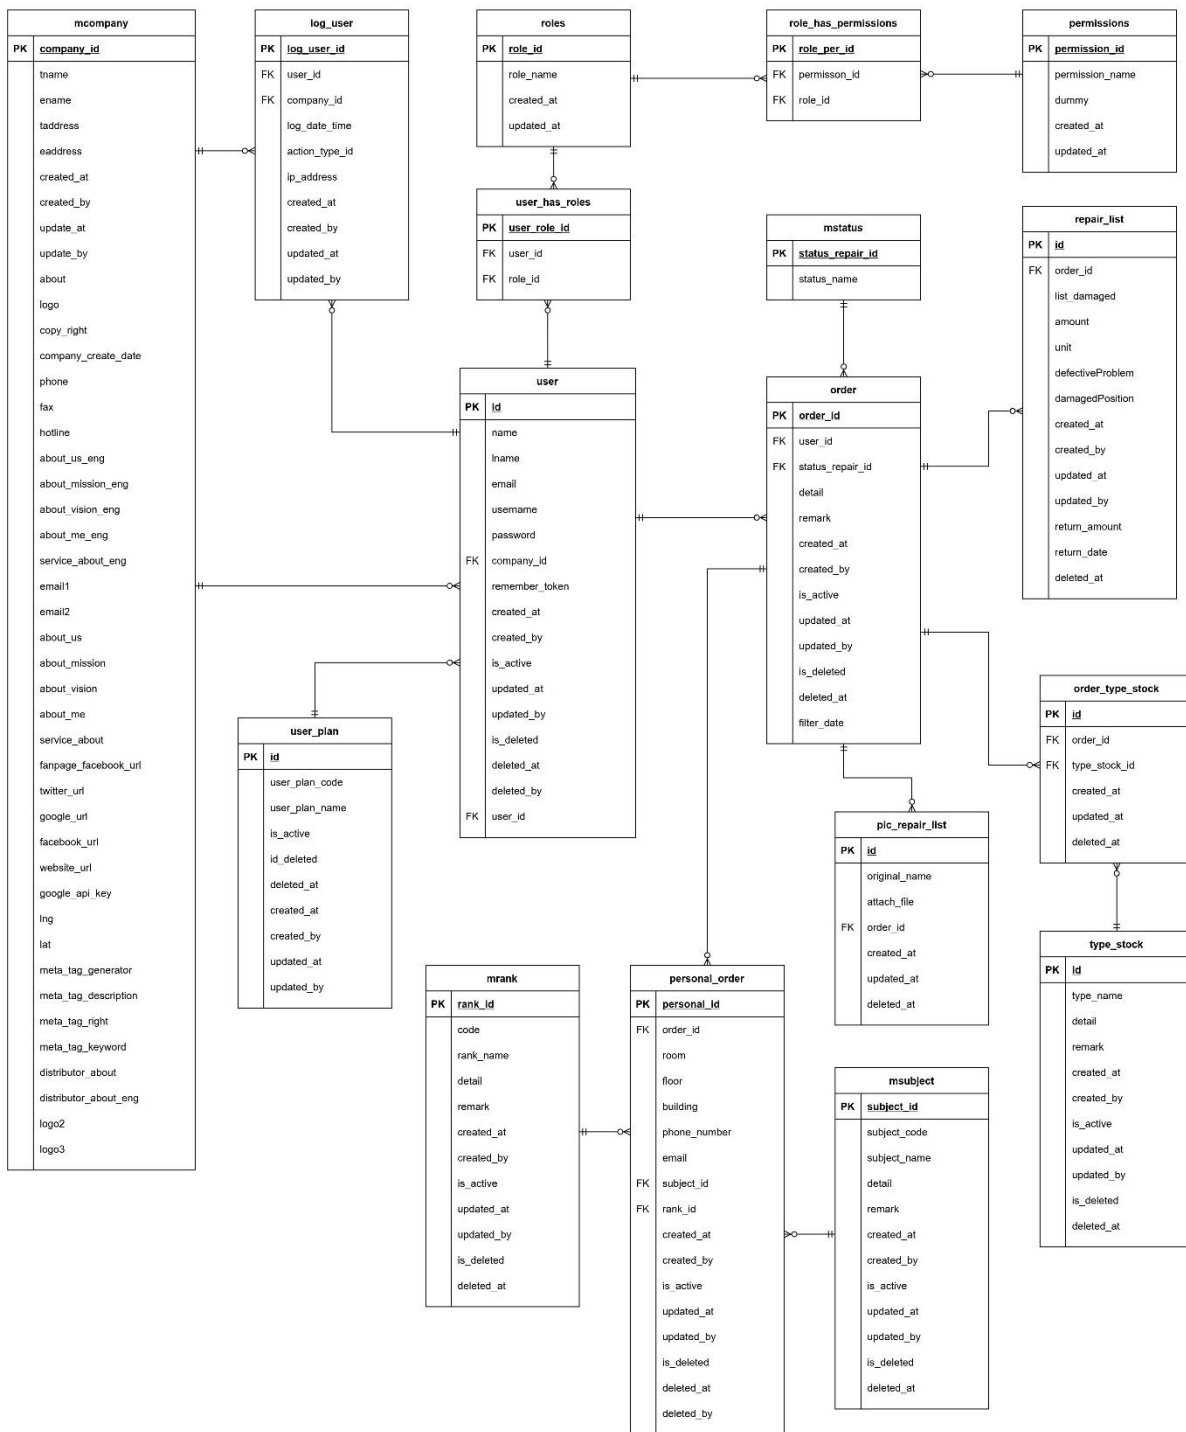 mcompany
PK company_id
tname
ename
taddress
eaddress
created_at
created_by
update_at
update_by
about
logo
copy_right
company_create_date
phone
fax
hotline
about_us_eng
about_mission_eng
about_vision_eng
about_me_eng
service_about_eng
email1
email2
about_us
about_mission
about_vision
about_me
service_about
fanpage_facebook_url
twitter_url
google_url
facebook_url
website_url
google_api_key
lng
lat
meta_tag_generator
meta_tag_description
meta_tag_right
meta_tag_keyword
distributor_about
distributor_about_eng
logo2
logo3
log_user
PK log_user_id
FK user_id
FK company_id
log_date_time
action_type_id
ip_address
created_at
created_by
updated_at
updated_by
roles
PK role_id
role_name
created_at
updated_at
role_has_permissions
PK role_per_id
FK permisson_id
FK role_id
permissions
PK permission_id
permission_name
dummy
created_at
updated_at
user_has_roles
PK user_role_id
FK user_id
FK role_id
mstatus
PK status_repair_id
status_name
repair_list
PK id
FK order_id
list_damaged
amount
unit
defectiveProblem
damagedPosition
created_at
created_by
updated_at
updated_by
return_amount
return_date
deleted_at
user
PK id
name
lname
email
username
password
FK company_id
remember_token
created_at
created_by
is_active
updated_at
updated_by
is_deleted
deleted_at
deleted_by
FK user_id
order
PK order_id
FK user_id
FK status_repair_id
detail
remark
created_at
created_by
is_active
updated_at
updated_by
is_deleted
deleted_at
filter_date
user_plan
PK id
user_plan_code
user_plan_name
is_active
id_deleted
deleted_at
created_at
created_by
updated_at
updated_by
order_type_stock
PK id
FK order_id
FK type_stock_id
created_at
updated_at
deleted_at
pic_repair_list
PK id
original_name
attach_file
FK order_id
created_at
updated_at
deleted_at
type_stock
PK id
type_name
detail
remark
created_at
created_by
is_active
updated_at
updated_by
is_deleted
deleted_at
mrank
PK rank_id
code
rank_name
detail
remark
created_at
created_by
is_active
updated_at
updated_by
is_deleted
deleted_at
personal_order
PK personal_id
FK order_id
room
floor
building
phone_number
email
FK subject_id
FK rank_id
created_at
created_by
is_active
updated_at
updated_by
is_deleted
deleted_at
deleted_by
msubject
PK subject_id
subject_code
subject_name
detail
remark
created_at
created_by
is_active
updated_at
updated_by
is_deleted
deleted_at